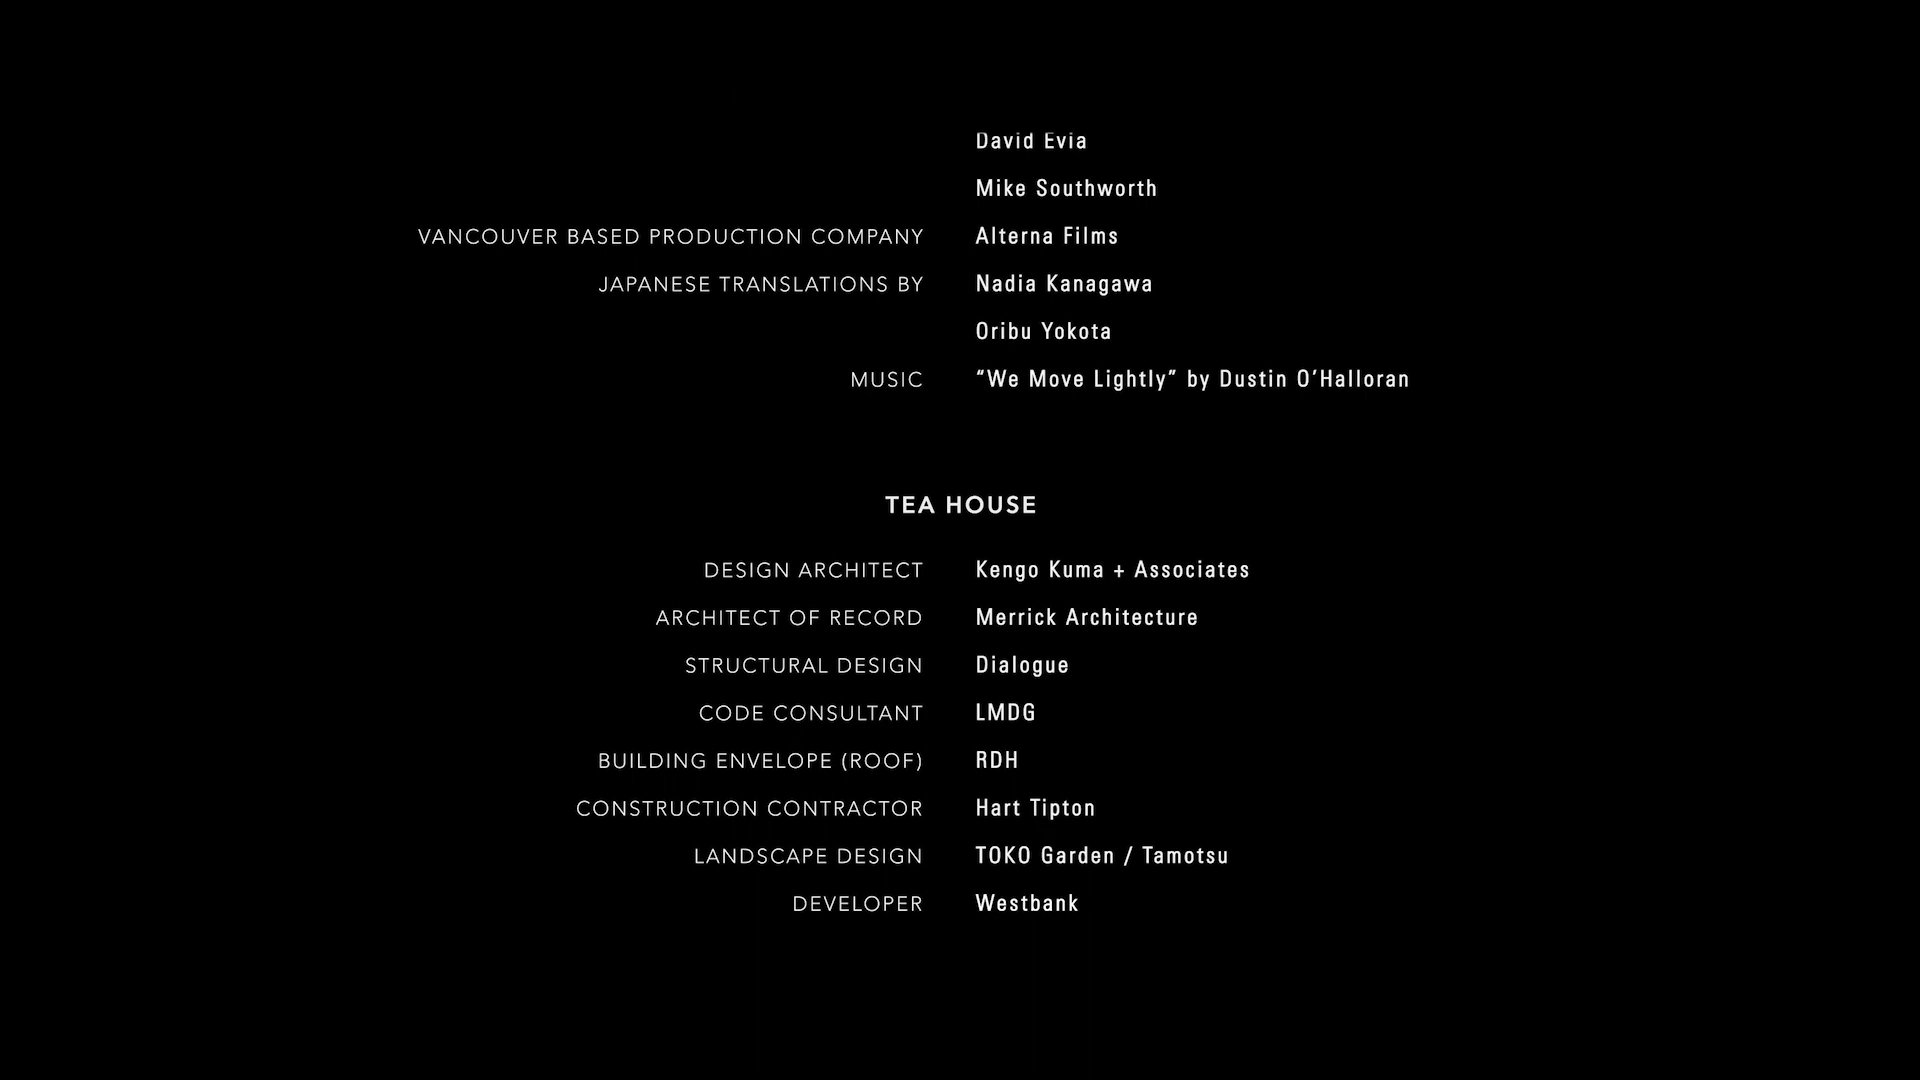 David Evia
Mike Southworth
VANCOUVER BASED PRODUCTION COMPANY Alterna Films
JAPANESE TRANSLATIONS BY Nadia Kanagawa
Oribu Yokota
MUSIC “We Move Lightly” by Dustin O’Halloran
TEA HOUSE
DESIGN ARCHITECT Kengo Kuma + Associates
ARCHITECT OF RECORD Merrick Architecture
STRUCTURAL DESIGN Dialogue
CODE CONSULTANT LMDG
BUILDING ENVELOPE (ROOF) RDH
CONSTRUCTION CONTRACTOR Hart Tipton
LANDSCAPE DESIGN TOKO Garden / Tamotsu
DEVELOPER Westbank